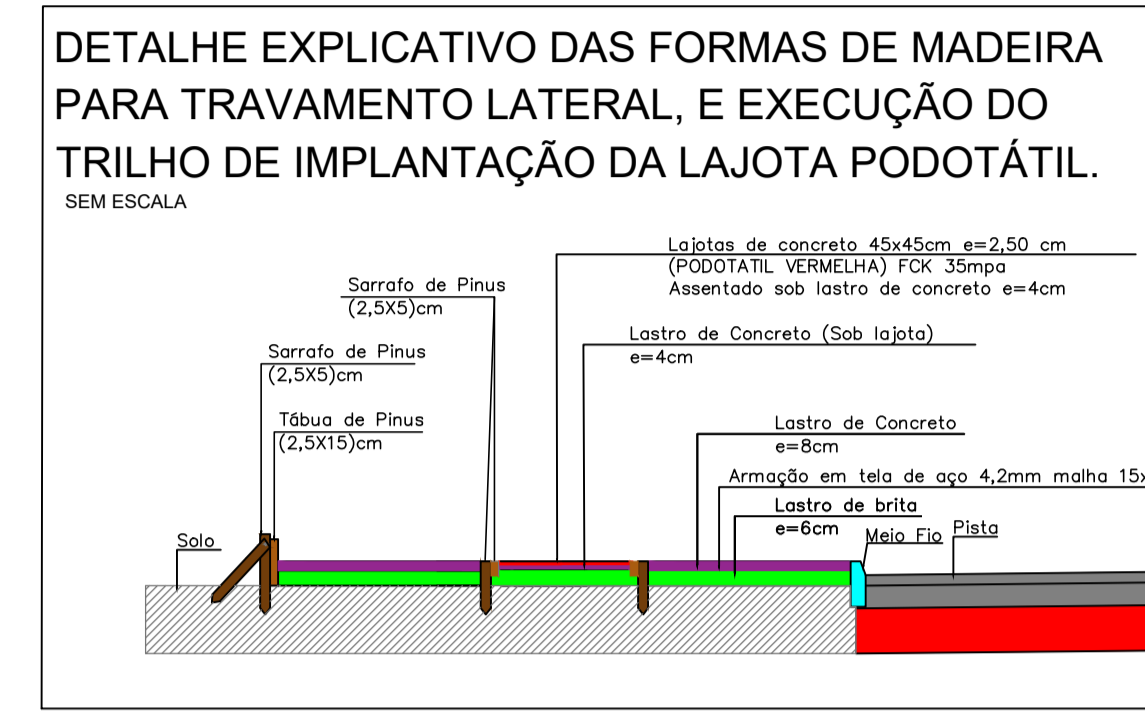 DETALHE EXPLICATIVO DAS FORMAS DE MADEIRA
PARA TRAVAMENTO LATERAL, E EXECUÇÃO DO
TRILHO DE IMPLANTAÇÃO DA LAJOTA PODOTÁTIL.
SEM ESCALA
Lajotas de concreto 45x45cm e=2,50 cm
(PODOTATIL VERMELHA) FCK 35mpa
Assentado sob lastro de concreto e=4cm
Sarrafo de Pinus
(2,5X5)cm
Lastro de Concreto (Sob lajota)
e=4cm
Sarrafo de Pinus
(2,5X5)cm
Tábua de Pinus
(2,5X15)cm
Lastro de Concreto
e=8cm
Armação em tela de aço 4,2mm malha 15x
Lastro de brita
e=6cm
Meio Fio
Pista
Solo